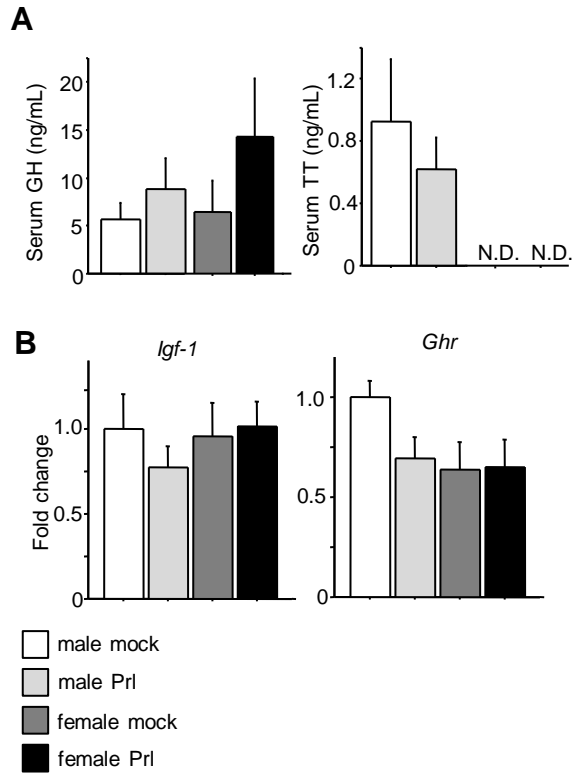 A
Serum GH (ng/mL)
20
15
10
5
0
Serum TT (ng/mL)
1.2
0.8
0.4
0
N.D. N.D.
B
Igf-1
Fold change
1.0
0.5
0
Ghr
1.0
0.5
0
male mock
male Prl
female mock
female Prl